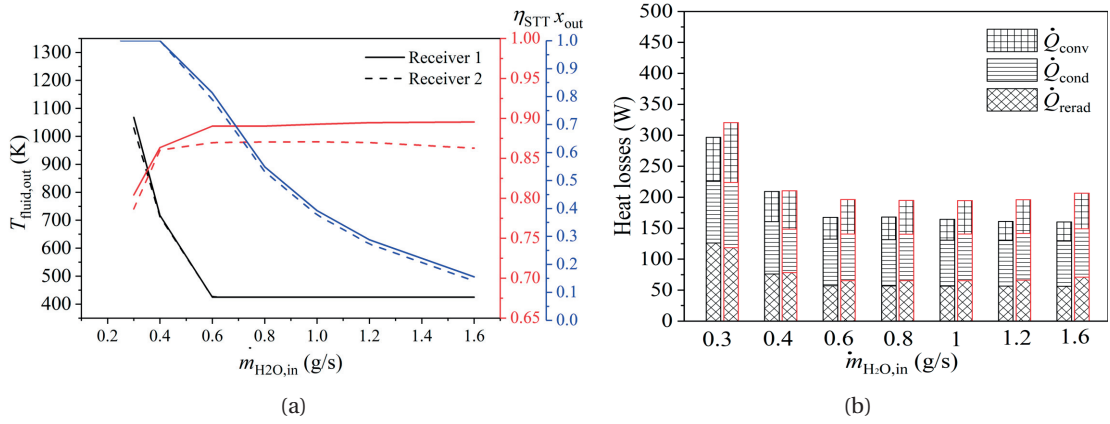 η_STT x_out
1300
1200
1100
1000
900
800
700
600
500
400
T_fluid,out (K)
0.2 0.4 0.6 0.8 1.0 1.2 1.4 1.6
ṁ_H2O,in (g/s)
Receiver 1
Receiver 2
1.00
0.95
0.90
0.85
0.80
0.75
0.70
0.65
1.0
0.9
0.8
0.7
0.6
0.5
0.4
0.3
0.2
0.1
0.0
(a)
500
450
400
350
300
250
200
150
100
50
0
Heat losses (W)
Q̇_conv
Q̇_cond
Q̇_rerad
0.3 0.4 0.6 0.8 1 1.2 1.6
ṁ_H₂O,in (g/s)
(b)